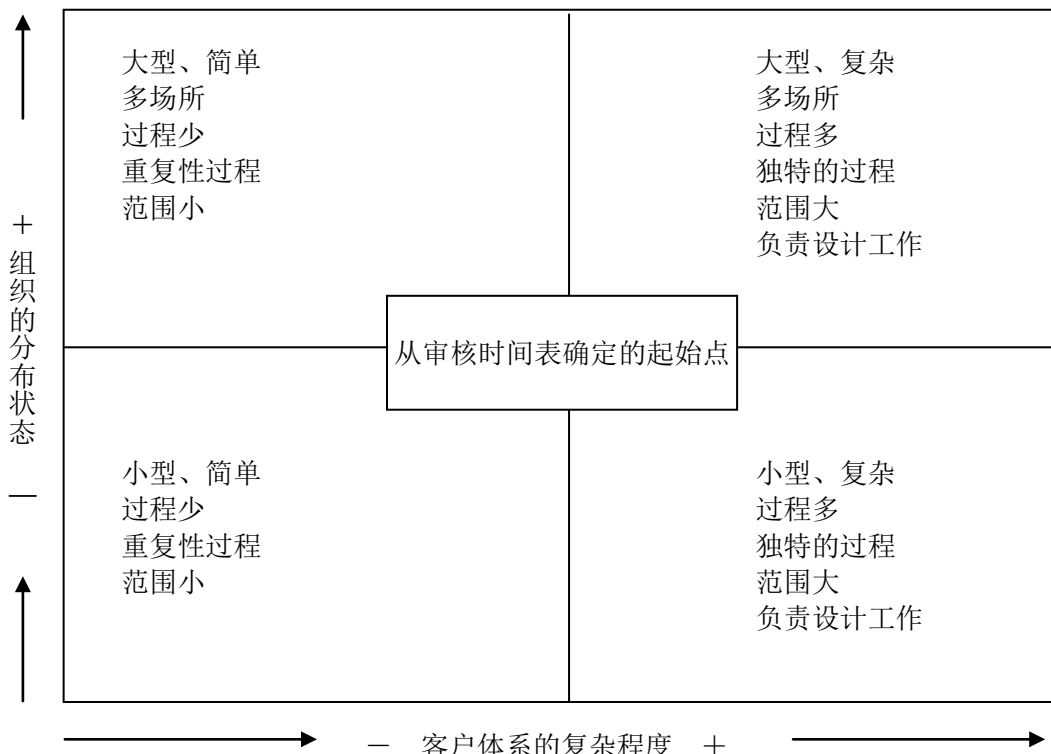 大型、简单
多场所
过程少
重复性过程
范围小
大型、复杂
多场所
过程多
独特的过程
范围大
负责设计工作
＋组织的分布状态 —
从审核时间表确定的起始点
小型、简单
过程少
重复性过程
范围小
小型、复杂
过程多
独特的过程
范围大
负责设计工作
－ 客户体系的复杂程度 ＋